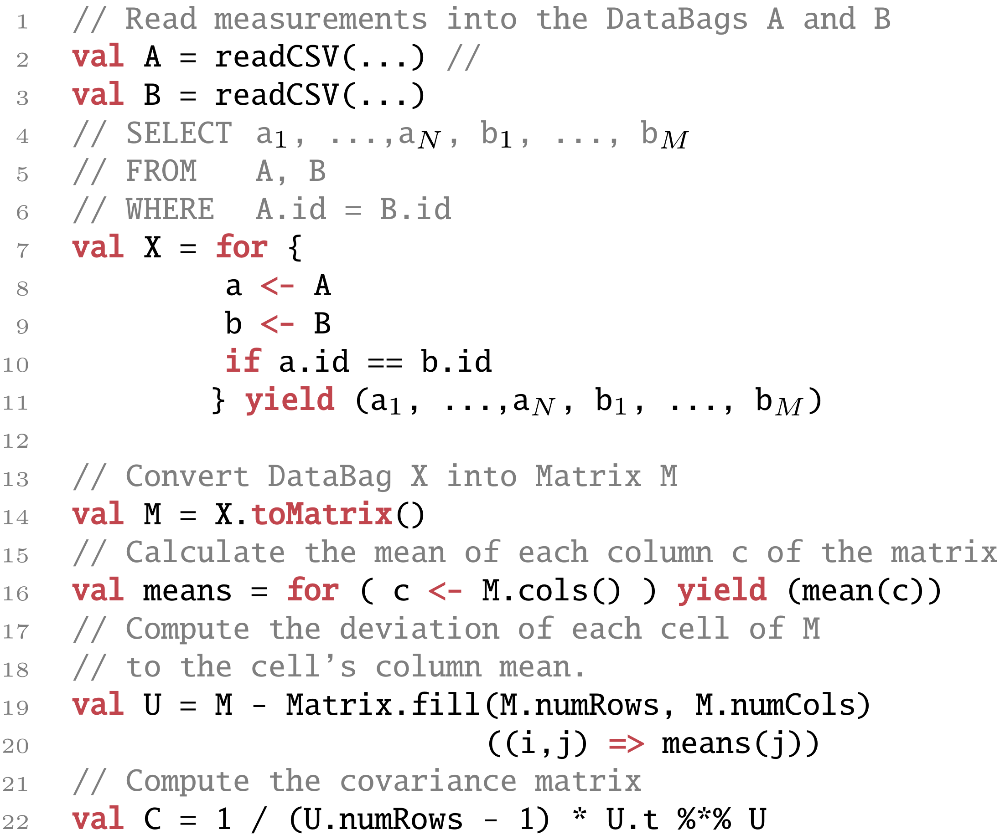 1 // Read measurements into the DataBags A and B
2 val A = readCSV(...) //
3 val B = readCSV(...)
4 // SELECT a₁, ...,a_N, b₁, ..., b_M
5 // FROM A, B
6 // WHERE A.id = B.id
7 val X = for {
8 a <- A
9 b <- B
10 if a.id == b.id
11 } yield (a₁, ...,a_N, b₁, ..., b_M)
12
13 // Convert DataBag X into Matrix M
14 val M = X.toMatrix()
15 // Calculate the mean of each column c of the matrix
16 val means = for ( c <- M.cols() ) yield (mean(c))
17 // Compute the deviation of each cell of M
18 // to the cell’s column mean.
19 val U = M - Matrix.fill(M.numRows, M.numCols)
20 ((i,j) => means(j))
21 // Compute the covariance matrix
22 val C = 1 / (U.numRows - 1) * U.t %*% U